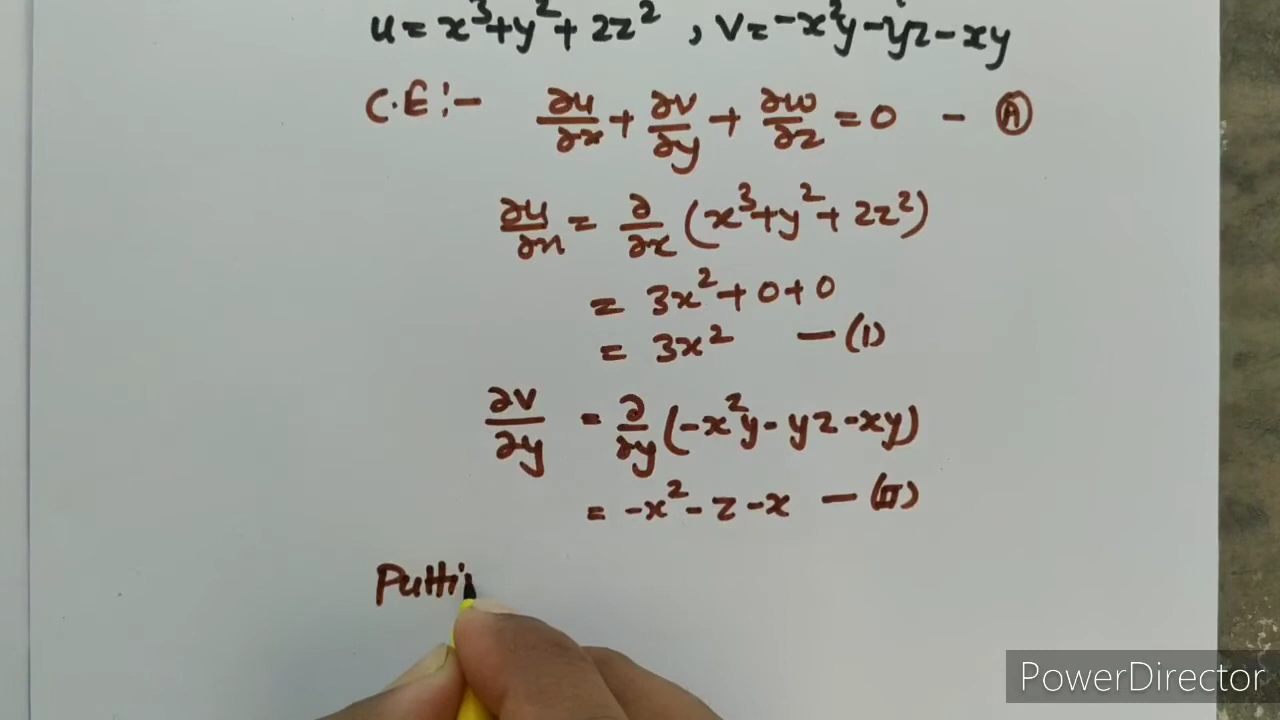 u = x³+y²+ 2z² , v = -x²y-yz-xy
C.E :- ∂u/∂x + ∂v/∂y + ∂w/∂z = 0 - Ⓐ
∂u/∂x = ∂/∂x (x³+y²+ 2z²)
= 3x²+0+0
= 3x² - (I)
∂v/∂y = ∂/∂y (-x²y-yz-xy)
= -x²-z-x - (II)
Putti
PowerDirector